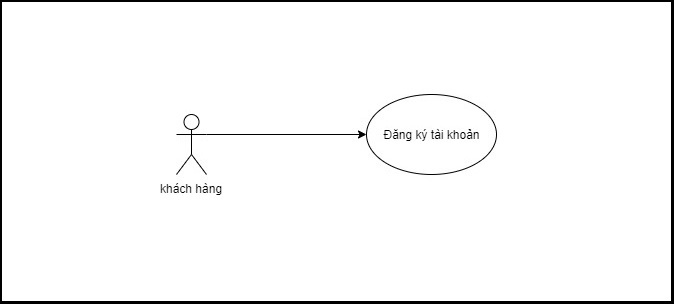 Đăng ký tài khoản
khách hàng